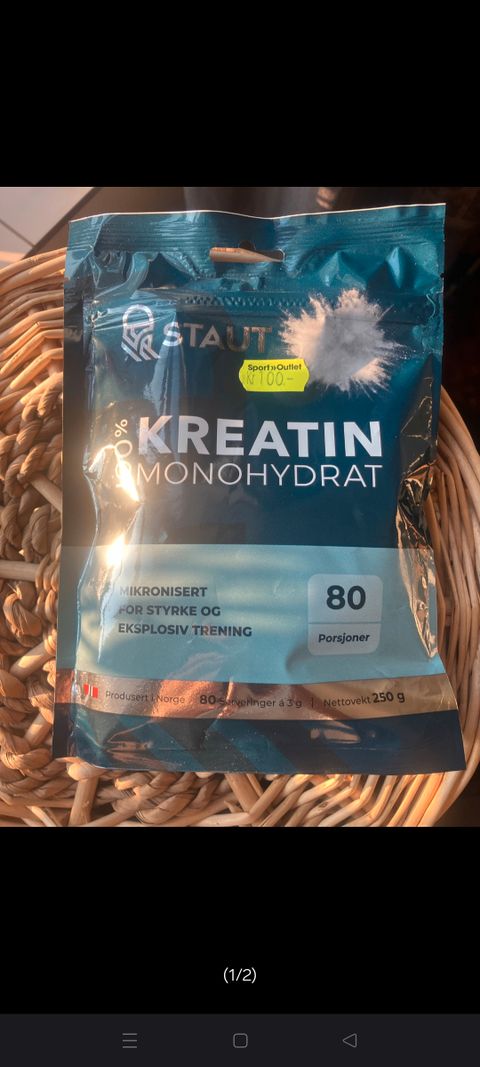 STAUT
Sport»Outlet
Kr 100.-
100%
KREATIN
MONOHYDRAT
MIKRONISERT
FOR STYRKE OG
EKSPLOSIV TRENING
80
Porsjoner
Produsert i Norge | 80 Serveringer á 3 g | Nettovekt 250 g
(1/2)